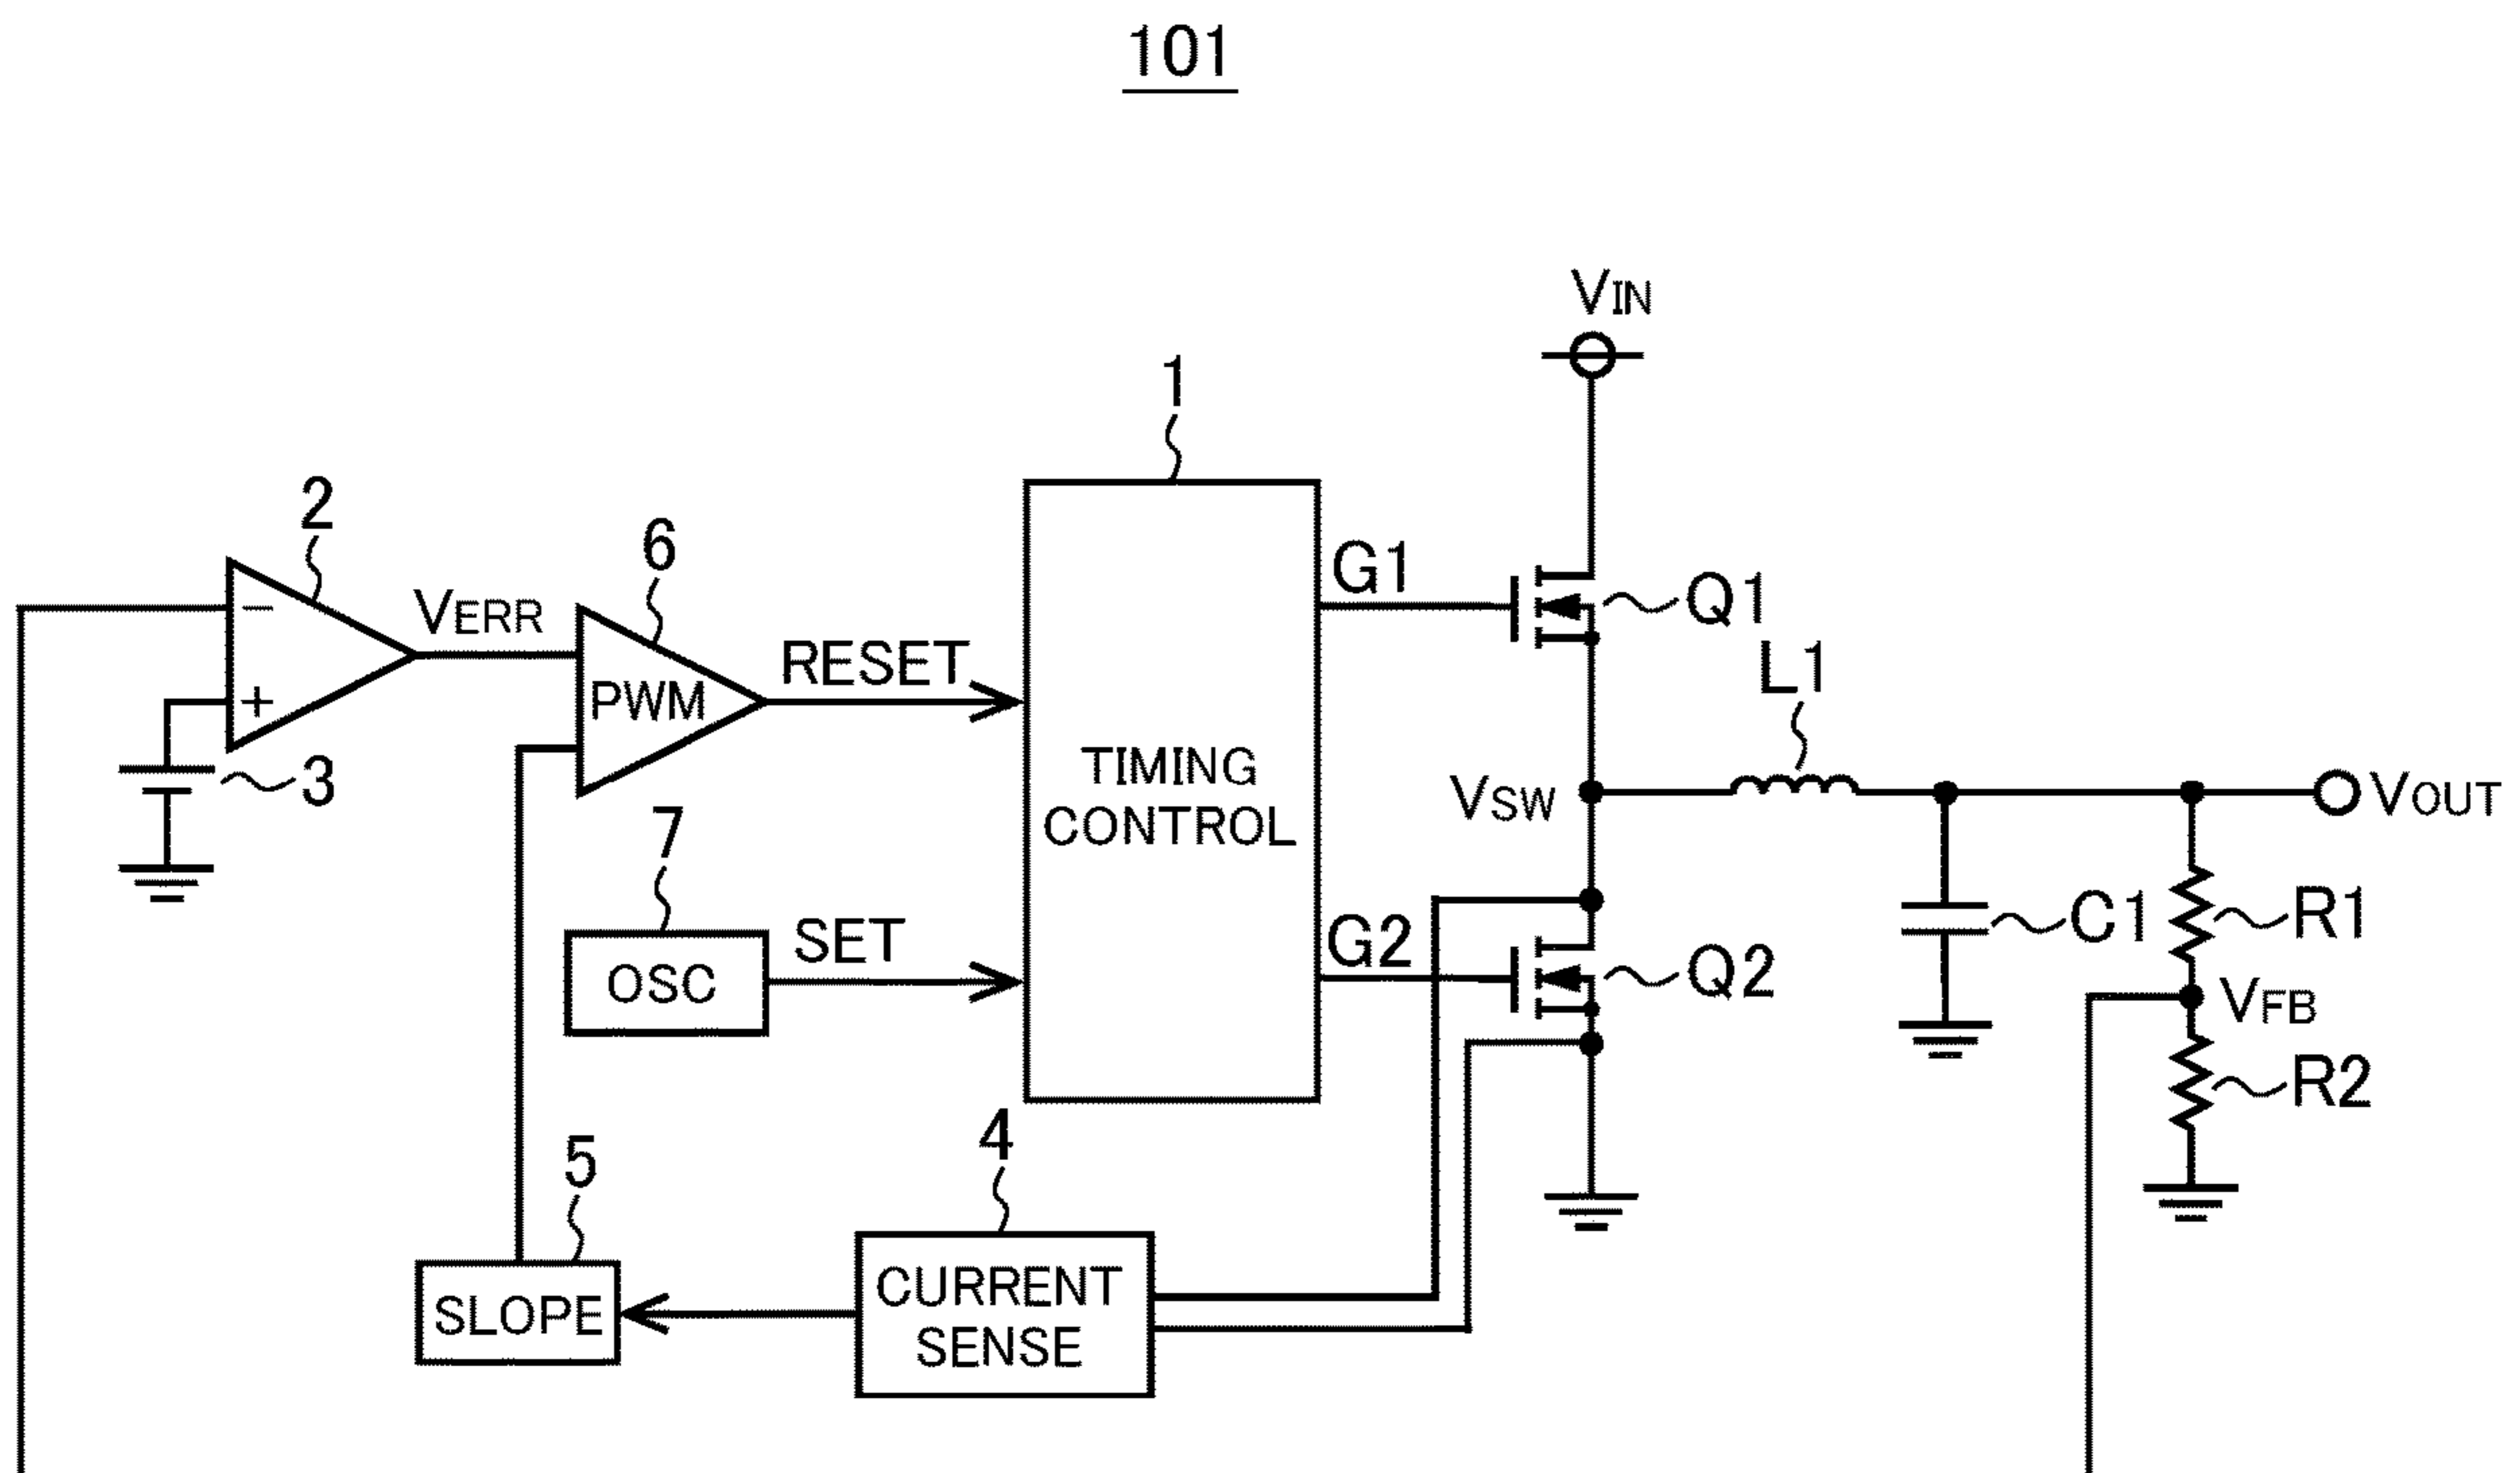 101
VIN
1
2
6
G1
Q1
VERR
RESET
L1
−
+
PWM
3
TIMING
CONTROL
VSW
VOUT
7
C1
R1
SET
G2
Q2
OSC
VFB
R2
5
4
CURRENT
SENSE
SLOPE